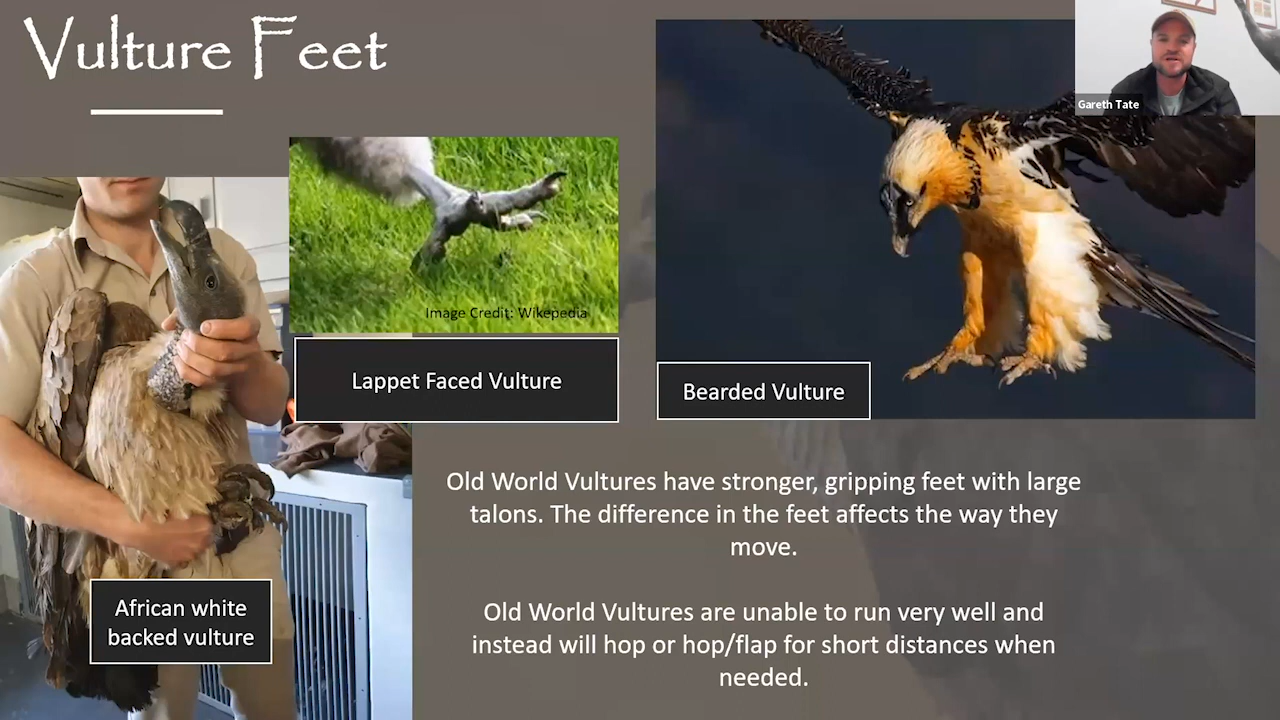 Vulture Feet
Gareth Tate
Image Credit: Wikepedia
Lappet Faced Vulture
Bearded Vulture
Old World Vultures have stronger, gripping feet with large
talons. The difference in the feet affects the way they
move.
African white
backed vulture
Old World Vultures are unable to run very well and
instead will hop or hop/flap for short distances when
needed.